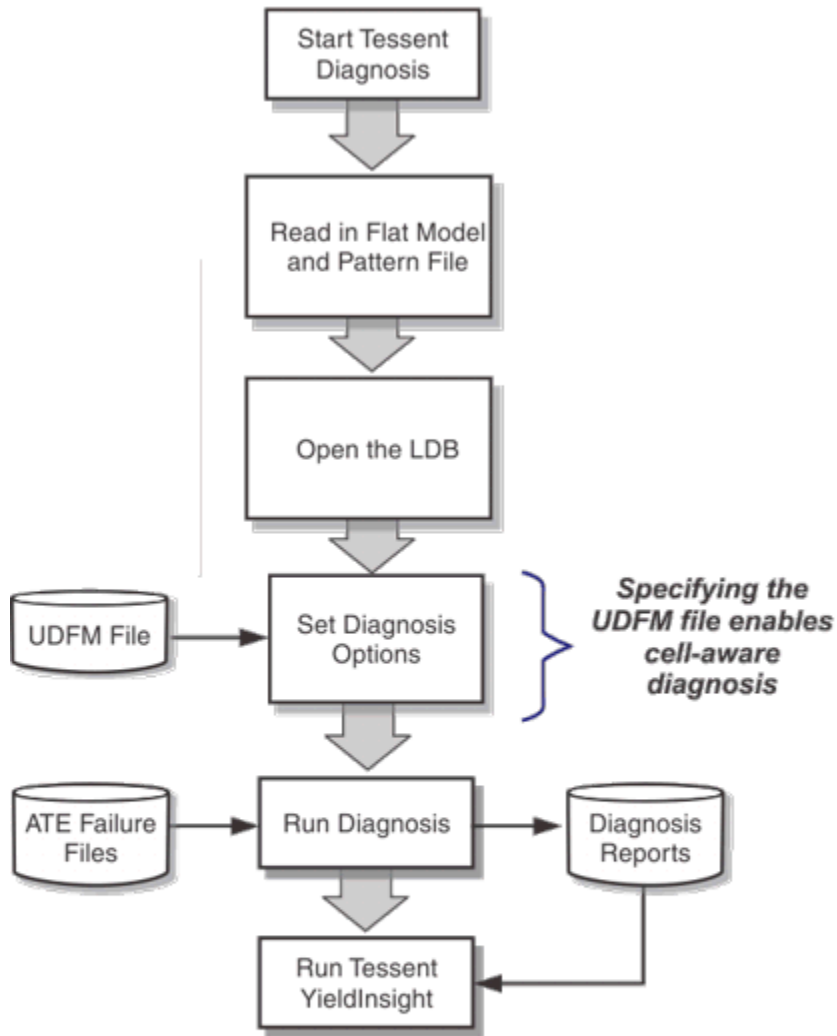 Start Tessent
Diagnosis
Read in Flat Model
and Pattern File
Open the LDB
UDFM File
Set Diagnosis
Options
Specifying the
UDFM file enables
cell-aware
diagnosis
ATE Failure
Files
Run Diagnosis
Diagnosis
Reports
Run Tessent
YieldInsight